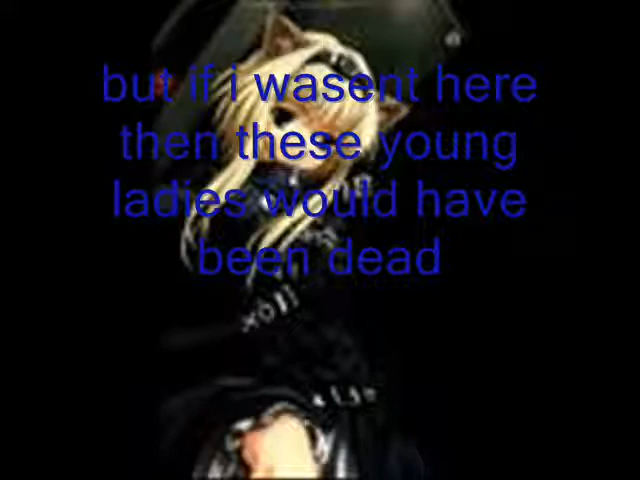 but if i wasent here
then these young
ladies would have
been dead